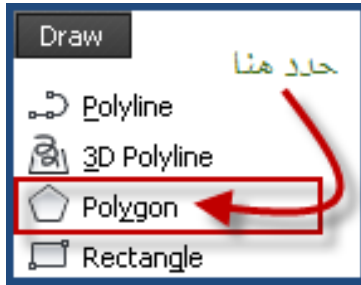 Draw
حدد هنا
Polyline
3D Polyline
Polygon
Rectangle